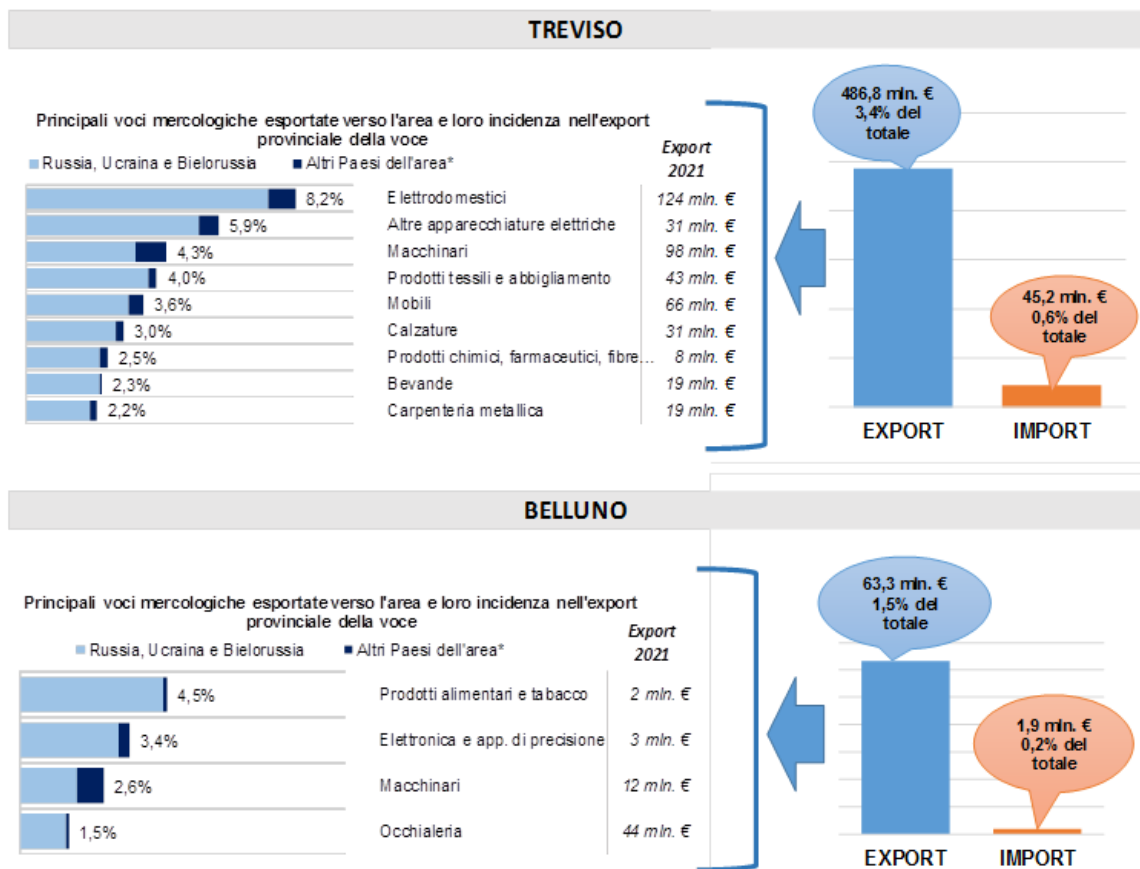 TREVISO
Principali voci mercologiche esportate verso l'area e loro incidenza nell'export
provinciale della voce
Russia, Ucraina e Bielorussia Altri Paesi dell'area*
Export
2021
8,2% Elettrodomestici 124 mln. €
5,9% Altre apparecchiature elettriche 31 mln. €
4,3% Macchinari 98 mln. €
4,0% Prodotti tessili e abbigliamento 43 mln. €
3,6% Mobili 66 mln. €
3,0% Calzature 31 mln. €
2,5% Prodotti chimici, farmaceutici, fibre... 8 mln. €
2,3% Bevande 19 mln. €
2,2% Carpenteria metallica 19 mln. €
486,8 mln. €
3,4% del
totale
45,2 mln. €
0,6% del
totale
EXPORT IMPORT
BELLUNO
Principali voci mercologiche esportate verso l'area e loro incidenza nell'export
provinciale della voce
Russia, Ucraina e Bielorussia Altri Paesi dell'area*
Export
2021
4,5% Prodotti alimentari e tabacco 2 mln. €
3,4% Elettronica e app. di precisione 3 mln. €
2,6% Macchinari 12 mln. €
1,5% Occhialeria 44 mln. €
63,3 mln. €
1,5% del
totale
1,9 mln. €
0,2% del
totale
EXPORT IMPORT